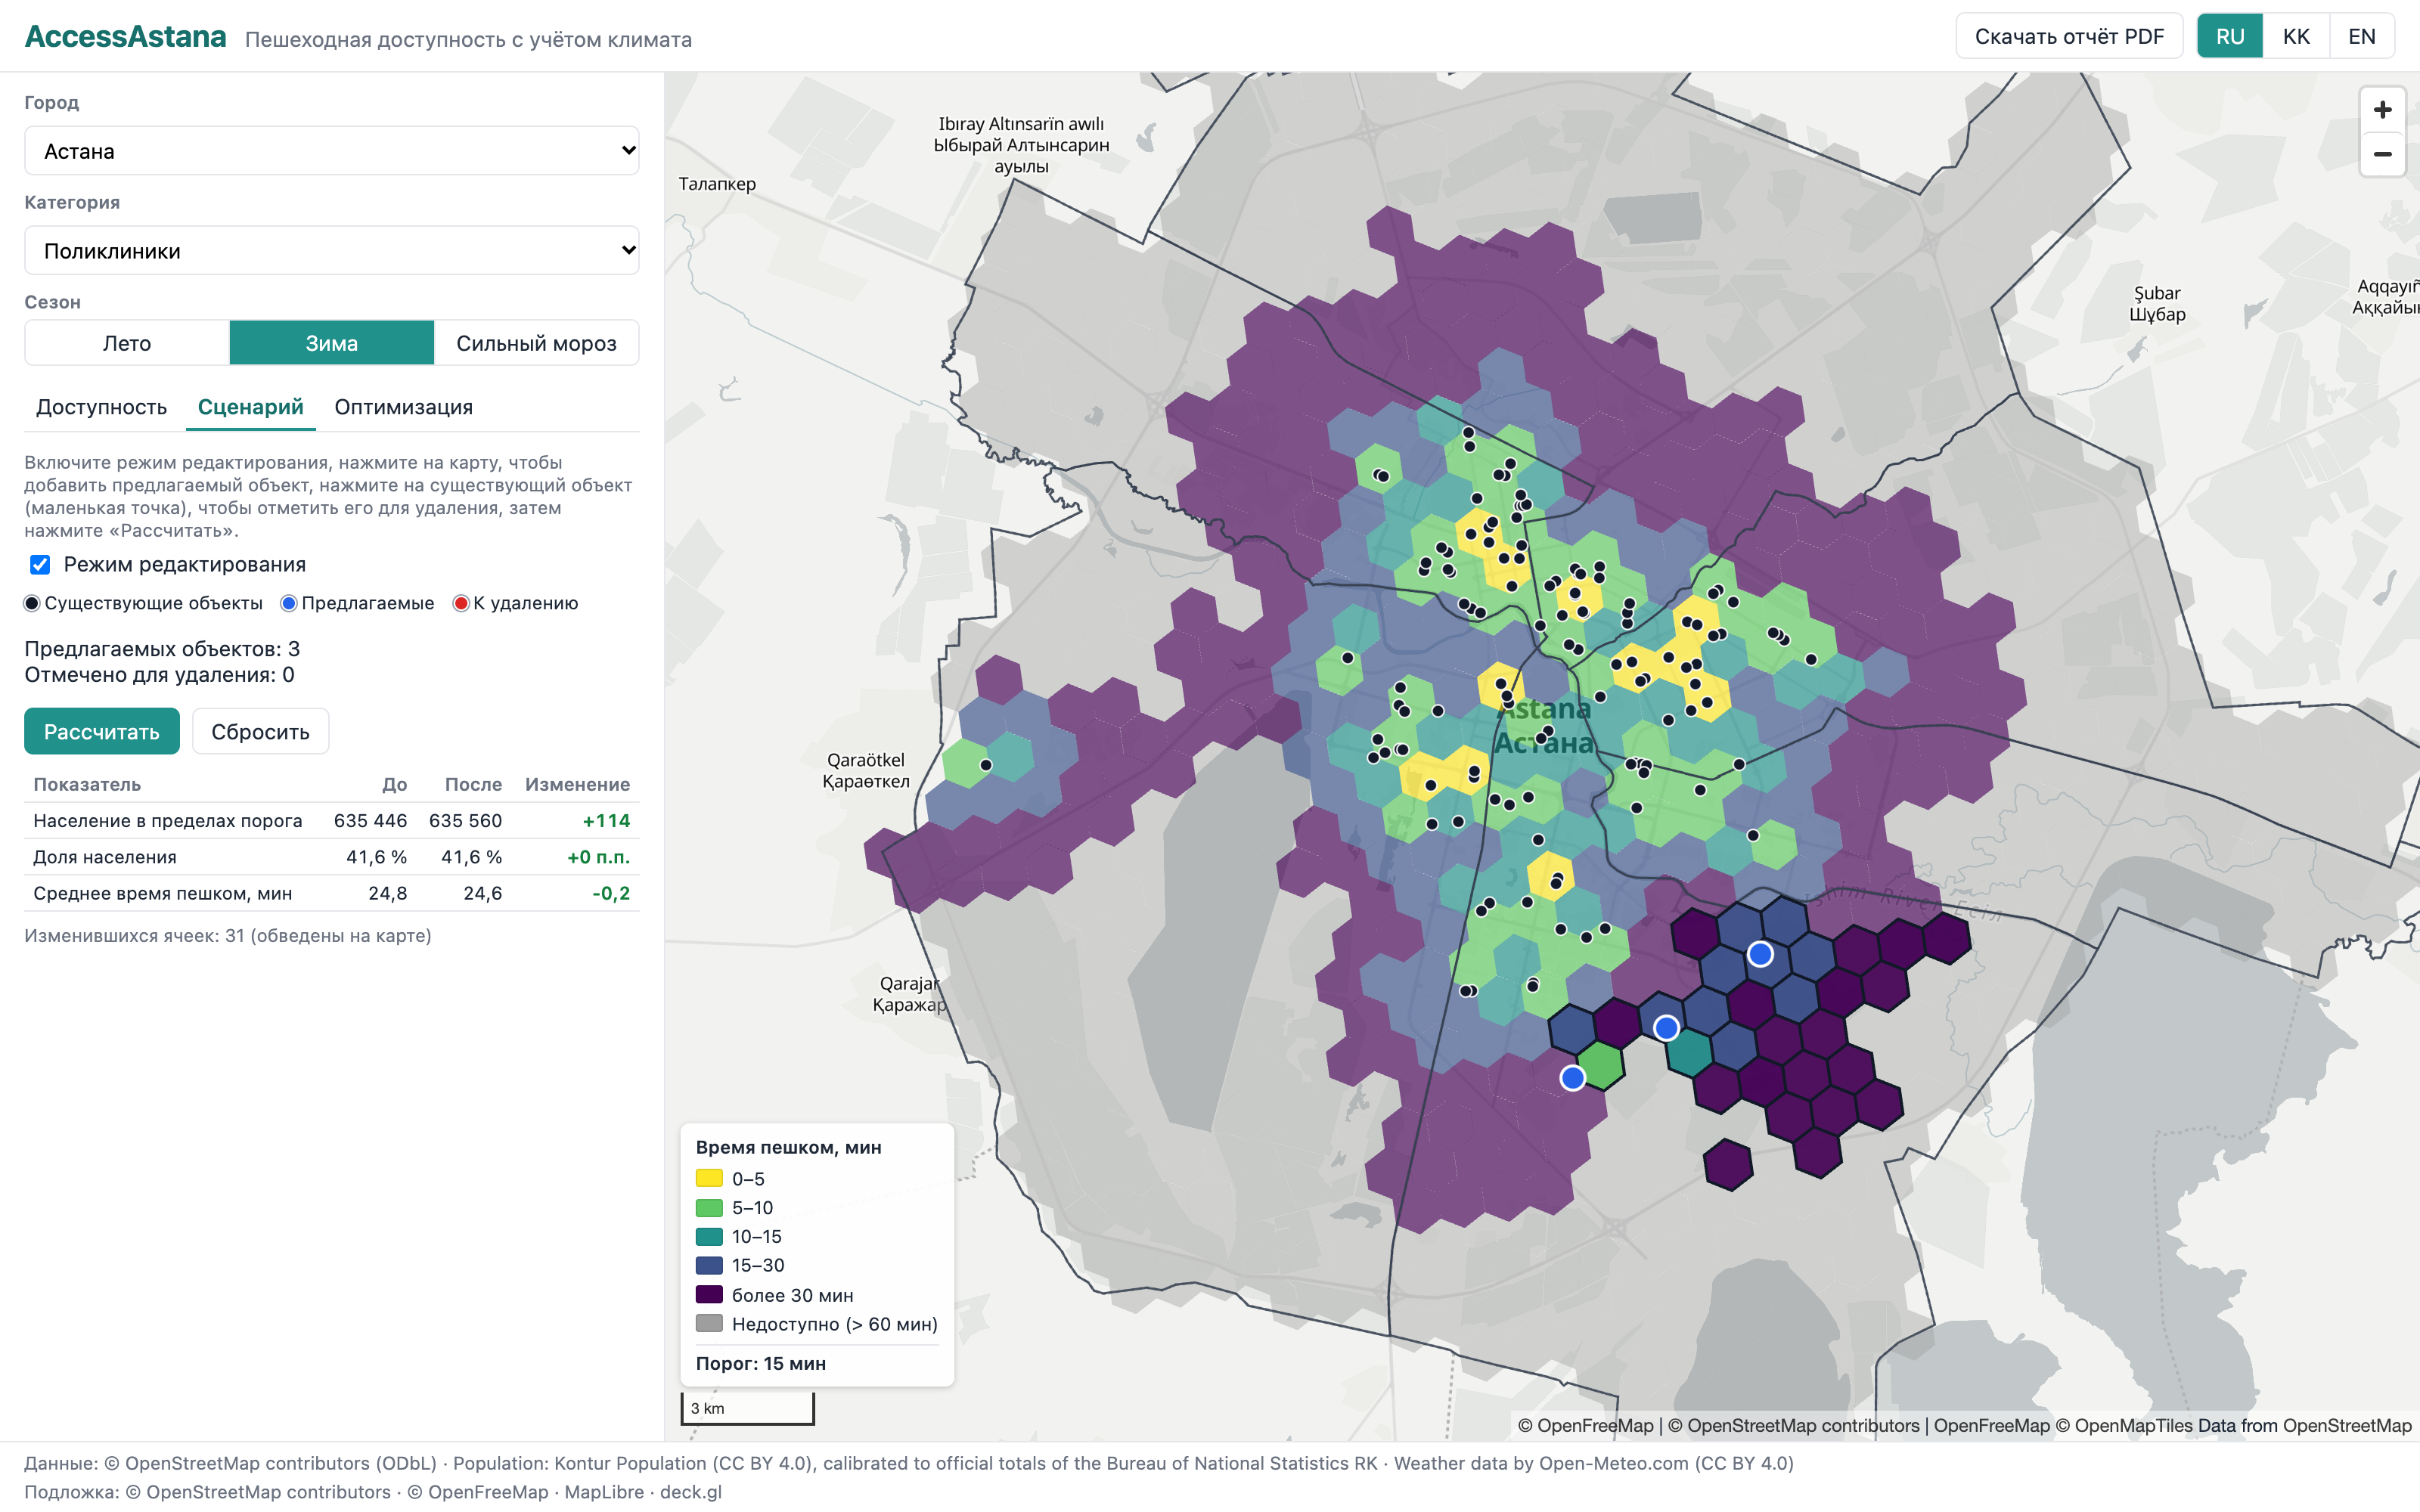 AccessAstana Пешеходная доступность с учётом климата
Скачать отчёт PDF
RU KK EN
Город
Астана
Категория
Поликлиники
Сезон
Лето Зима Сильный мороз
Доступность Сценарий Оптимизация
Включите режим редактирования, нажмите на карту, чтобы
добавить предлагаемый объект, нажмите на существующий объект
(маленькая точка), чтобы отметить его для удаления, затем
нажмите «Рассчитать».
Режим редактирования
Существующие объекты Предлагаемые К удалению
Предлагаемых объектов: 3
Отмечено для удаления: 0
Рассчитать Сбросить
Показатель До После Изменение
Население в пределах порога 635 446 635 560 +114
Доля населения 41,6 % 41,6 % +0 п.п.
Среднее время пешком, мин 24,8 24,6 -0,2
Изменившихся ячеек: 31 (обведены на карте)
Ibıray Altınsarïn awılı
Ыбырай Алтынсарин
ауылы
Талапкер
Şubar
Шұбар
Qaraötkel
Қараөткел
Astana
Астана
Qarajar
Қаражар
+
−
Время пешком, мин
0–5
5–10
10–15
15–30
более 30 мин
Недоступно (> 60 мин)
Порог: 15 мин
3 km
© OpenFreeMap | © OpenStreetMap contributors | OpenFreeMap © OpenMapTiles Data from OpenStreetMap
Данные: © OpenStreetMap contributors (ODbL) · Population: Kontur Population (CC BY 4.0), calibrated to official totals of the Bureau of National Statistics RK · Weather data by Open-Meteo.com (CC BY 4.0)
Подложка: © OpenStreetMap contributors · © OpenFreeMap · MapLibre · deck.gl